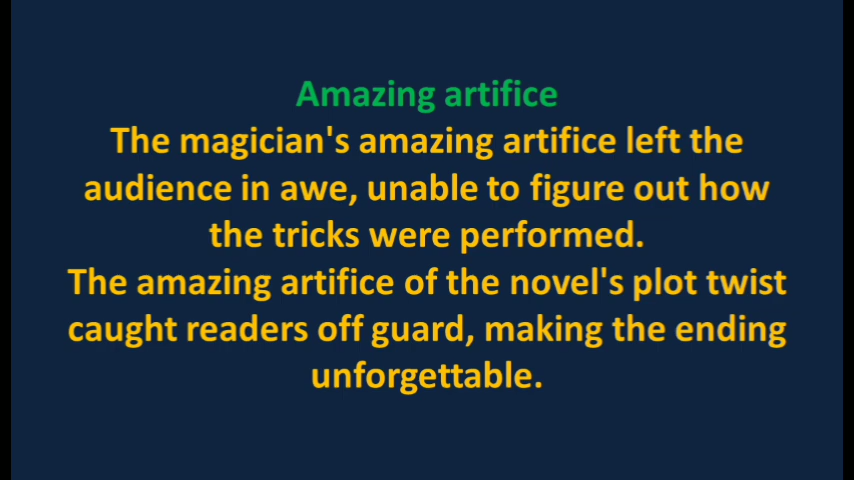 Amazing artifice
The magician's amazing artifice left the
audience in awe, unable to figure out how
the tricks were performed.
The amazing artifice of the novel's plot twist
caught readers off guard, making the ending
unforgettable.